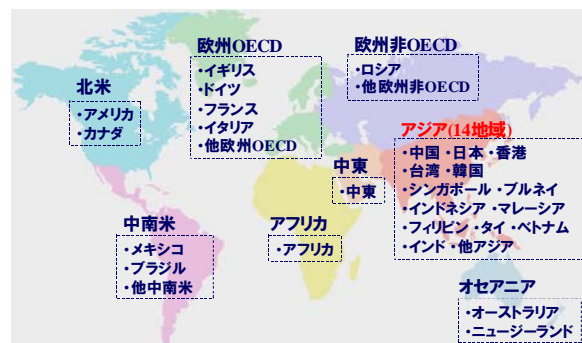 欧州OECD
・イギリス
・ドイツ
・フランス
・イタリア
・他欧州OECD
欧州非OECD
・ロシア
・他欧州非OECD
北米
・アメリカ
・カナダ
アジア(14地域)
・中国 ・日本 ・香港
・台湾 ・韓国
・シンガポール ・ブルネイ
・インドネシア ・マレーシア
・フィリピン ・タイ ・ベトナム
・インド ・他アジア
中東
・中東
中南米
・メキシコ
・ブラジル
・他中南米
アフリカ
・アフリカ
オセアニア
・オーストラリア
・ニュージーランド